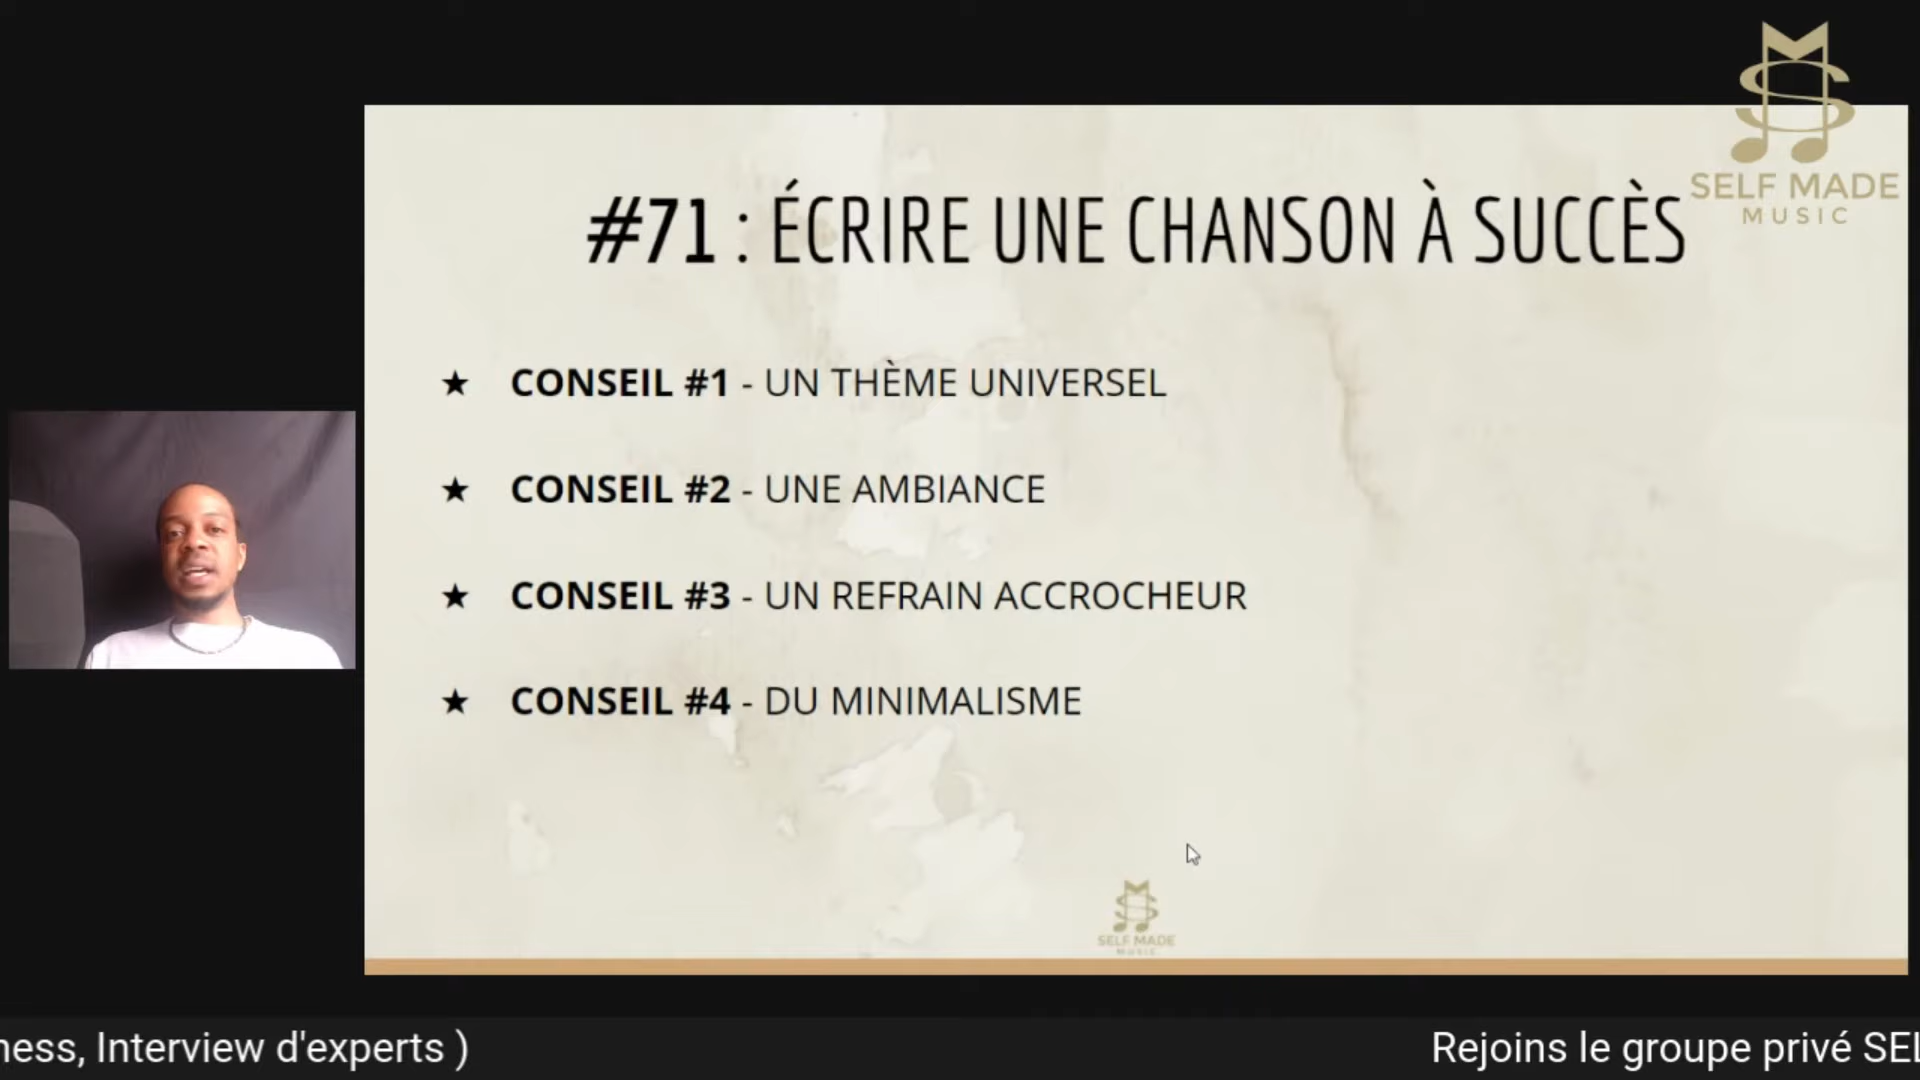 SELF MADE
MUSIC
#71 : ÉCRIRE UNE CHANSON À SUCCÈS
★ CONSEIL #1 - UN THÈME UNIVERSEL
★ CONSEIL #2 - UNE AMBIANCE
★ CONSEIL #3 - UN REFRAIN ACCROCHEUR
★ CONSEIL #4 - DU MINIMALISME
SELF MADE
MUSIC
ness, Interview d'experts )
Rejoins le groupe privé SEL